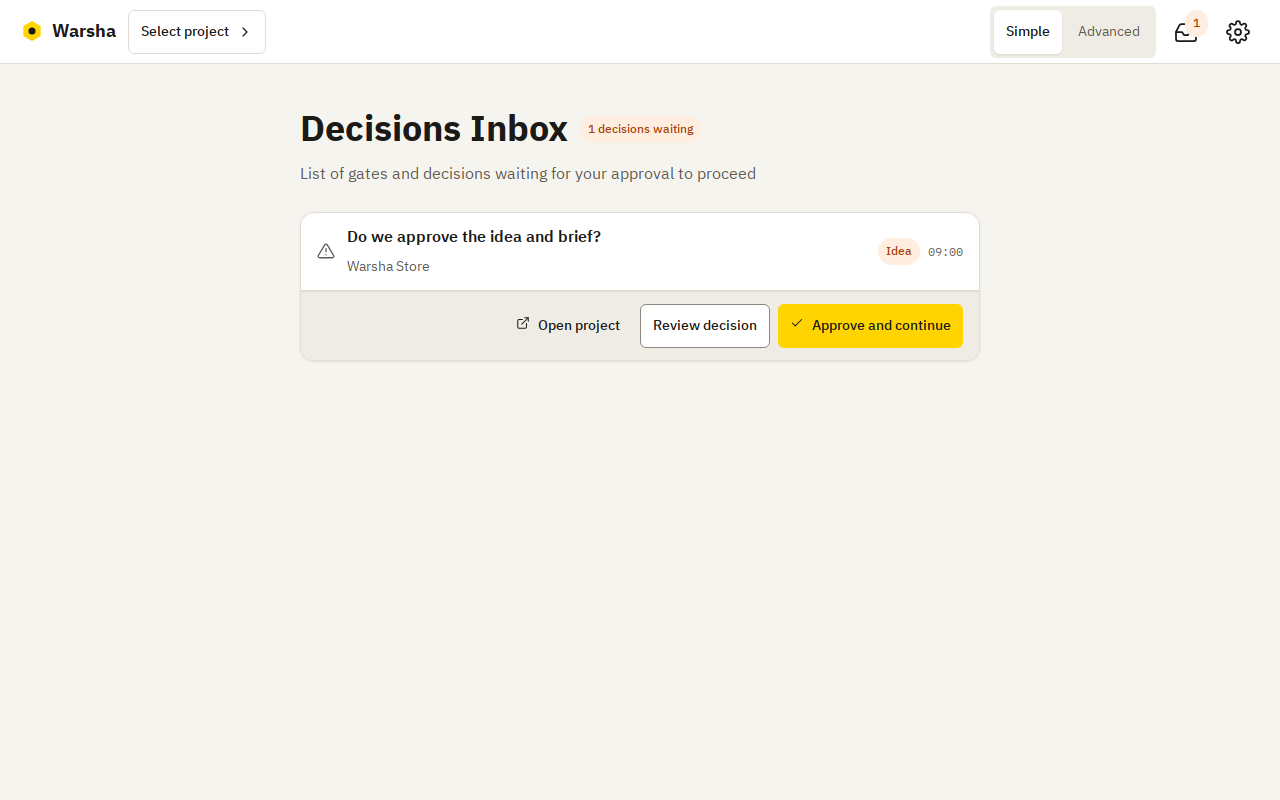 Warsha
Select project
Simple
Advanced
1
Decisions Inbox
1 decisions waiting
List of gates and decisions waiting for your approval to proceed
Do we approve the idea and brief?
Warsha Store
Idea
09:00
Open project
Review decision
Approve and continue